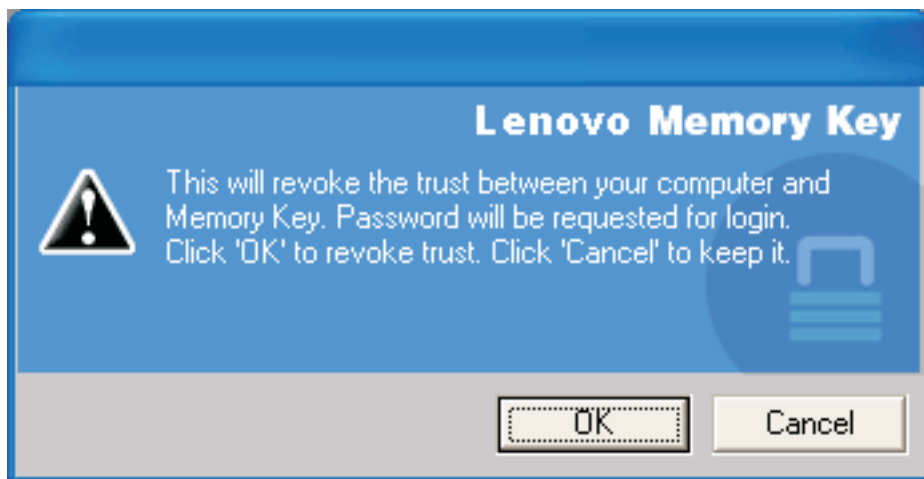 Lenovo Memory Key
This will revoke the trust between your computer and
Memory Key. Password will be requested for login.
Click 'OK' to revoke trust. Click 'Cancel' to keep it.
OK
Cancel